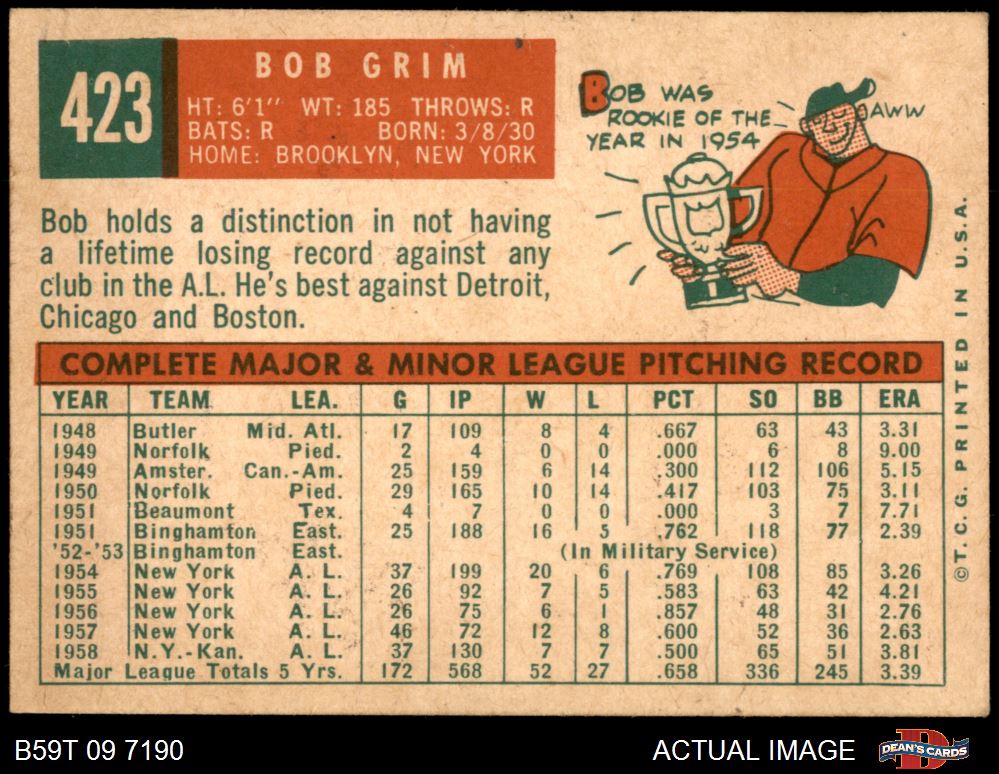 423
BOB GRIM
HT: 6'1" WT: 185 THROWS: R
BATS: R BORN: 3/8/30
HOME: BROOKLYN, NEW YORK
BOB WAS
ROOKIE OF THE
YEAR IN 1954
AWW
Bob holds a distinction in not having
a lifetime losing record against any
club in the A.L. He's best against Detroit,
Chicago and Boston.
COMPLETE MAJOR & MINOR LEAGUE PITCHING RECORD
YEAR TEAM LEA. G IP W L PCT SO BB ERA
1948 Butler Mid. Atl. 17 109 8 4 .667 63 43 3.31
1949 Norfolk Pied. 2 4 0 0 .000 6 8 9.00
1949 Amster. Can.-Am. 25 159 6 14 .300 112 106 5.15
1950 Norfolk Pied. 29 165 10 14 .417 103 75 3.11
1951 Beaumont Tex. 4 7 0 0 .000 3 7 7.71
1951 Binghamton East. 25 188 16 5 .762 118 77 2.39
'52-'53 Binghamton East. (In Military Service)
1954 New York A. L. 37 199 20 6 .769 108 85 3.26
1955 New York A. L. 26 92 7 5 .583 63 42 4.21
1956 New York A. L. 26 75 6 1 .857 48 31 2.76
1957 New York A. L. 46 72 12 8 .600 52 36 2.63
1958 N.Y.-Kan. A. L. 37 130 7 7 .500 65 51 3.81
Major League Totals 5 Yrs. 172 568 52 27 .658 336 245 3.39
©T.C.G. PRINTED IN U.S.A.
B59T 09 7190
ACTUAL IMAGE
DEAN'S CARDS